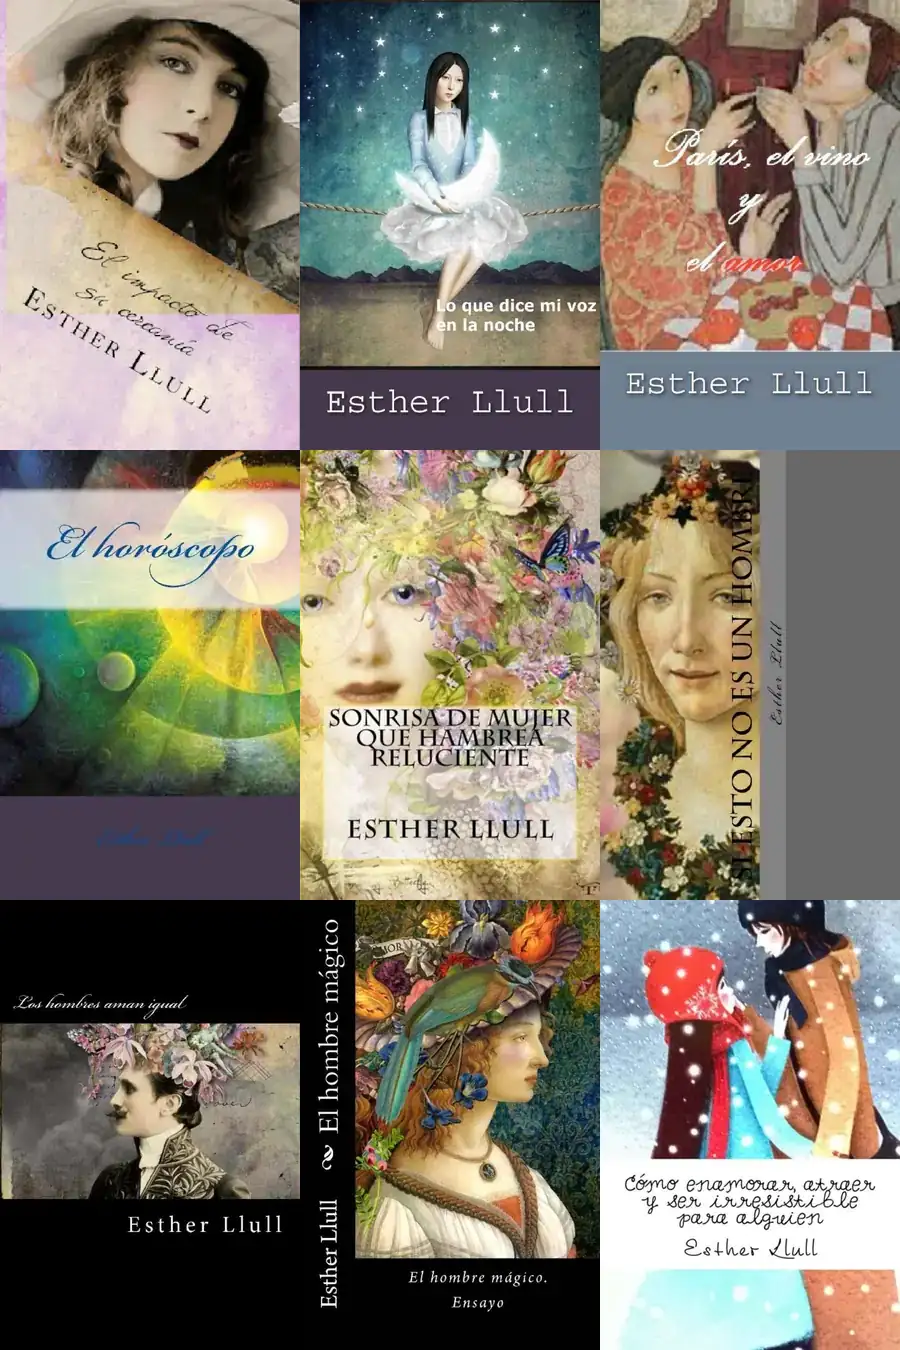 El impacto de
su cercanía
ESTHER LLULL
Lo que dice mi voz
en la noche
Esther Llull
París, el vino
y
el amor
Esther Llull
El horóscopo
Esther Llull
SONRISA DE MUJER
QUE HAMBREA
RELUCIENTE
ESTHER LLULL
SI ESTO NO ES UN HOMBRE
Esther Llull
Los hombres aman igual
Esther Llull
Esther Llull El hombre mágico
AMOR
El hombre mágico.
Ensayo
Cómo enamorar, atraer
y ser irresistible
para alguien
Esther Llull